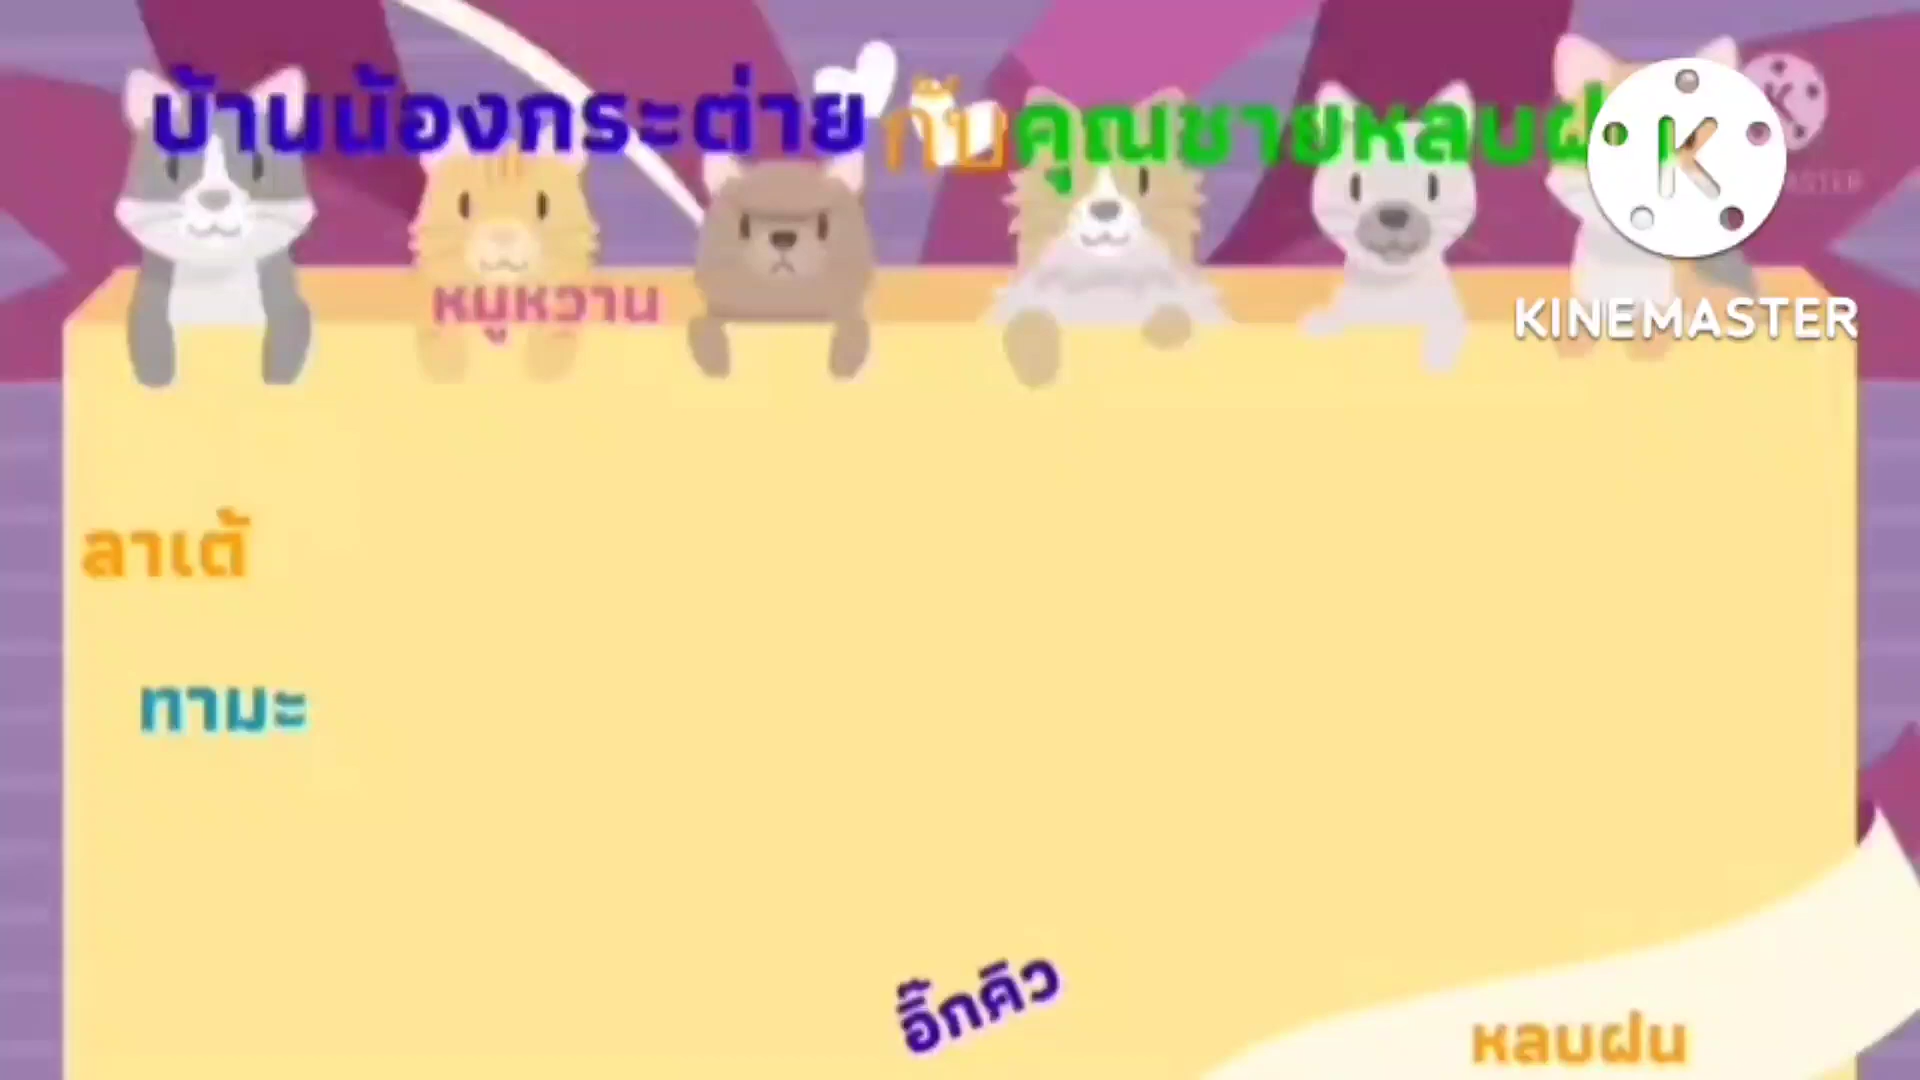 บ้านน้องกระต่าย กับ คุณชายหลบฝน
หมูหวาน
KINEMASTER
ลาเต้
ทามะ
อิ๊กคิว
หลบฝน